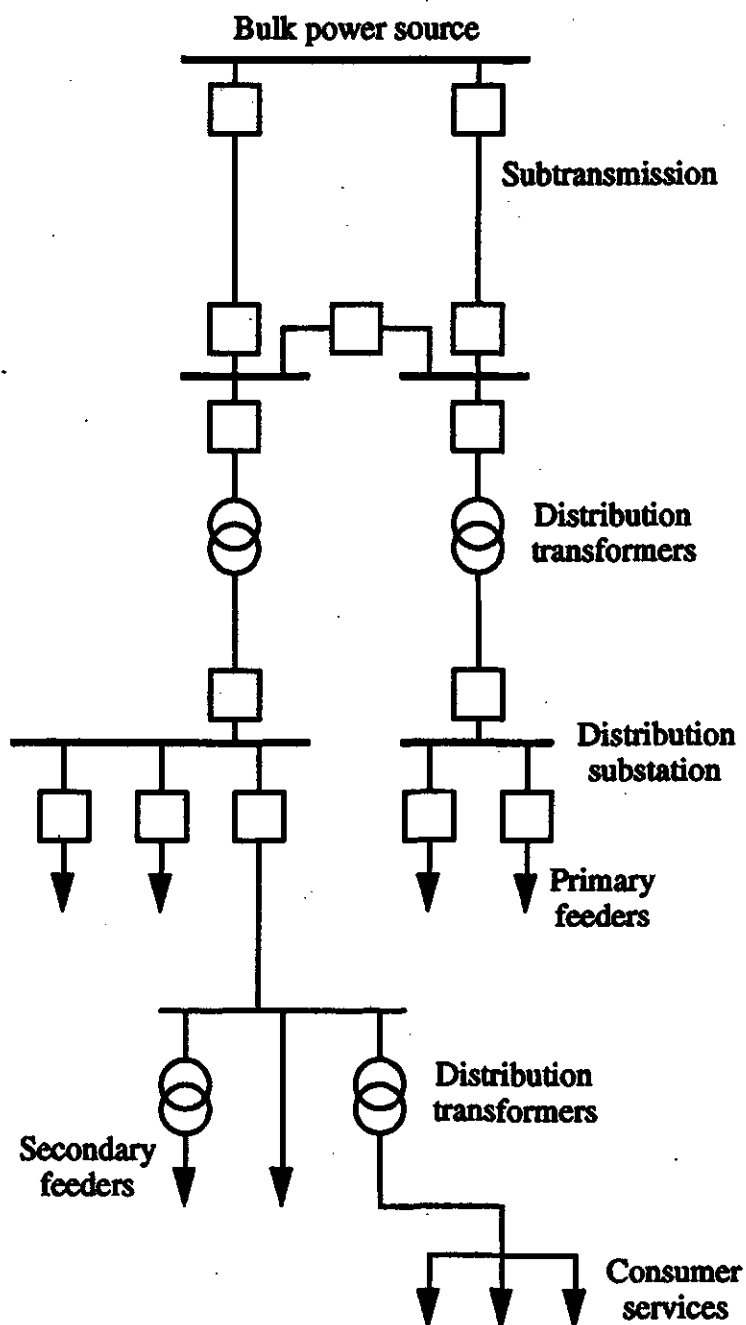 Bulk power source
Subtransmission
Distribution
transformers
Distribution
substation
Primary
feeders
Distribution
transformers
Secondary
feeders
Consumer
services